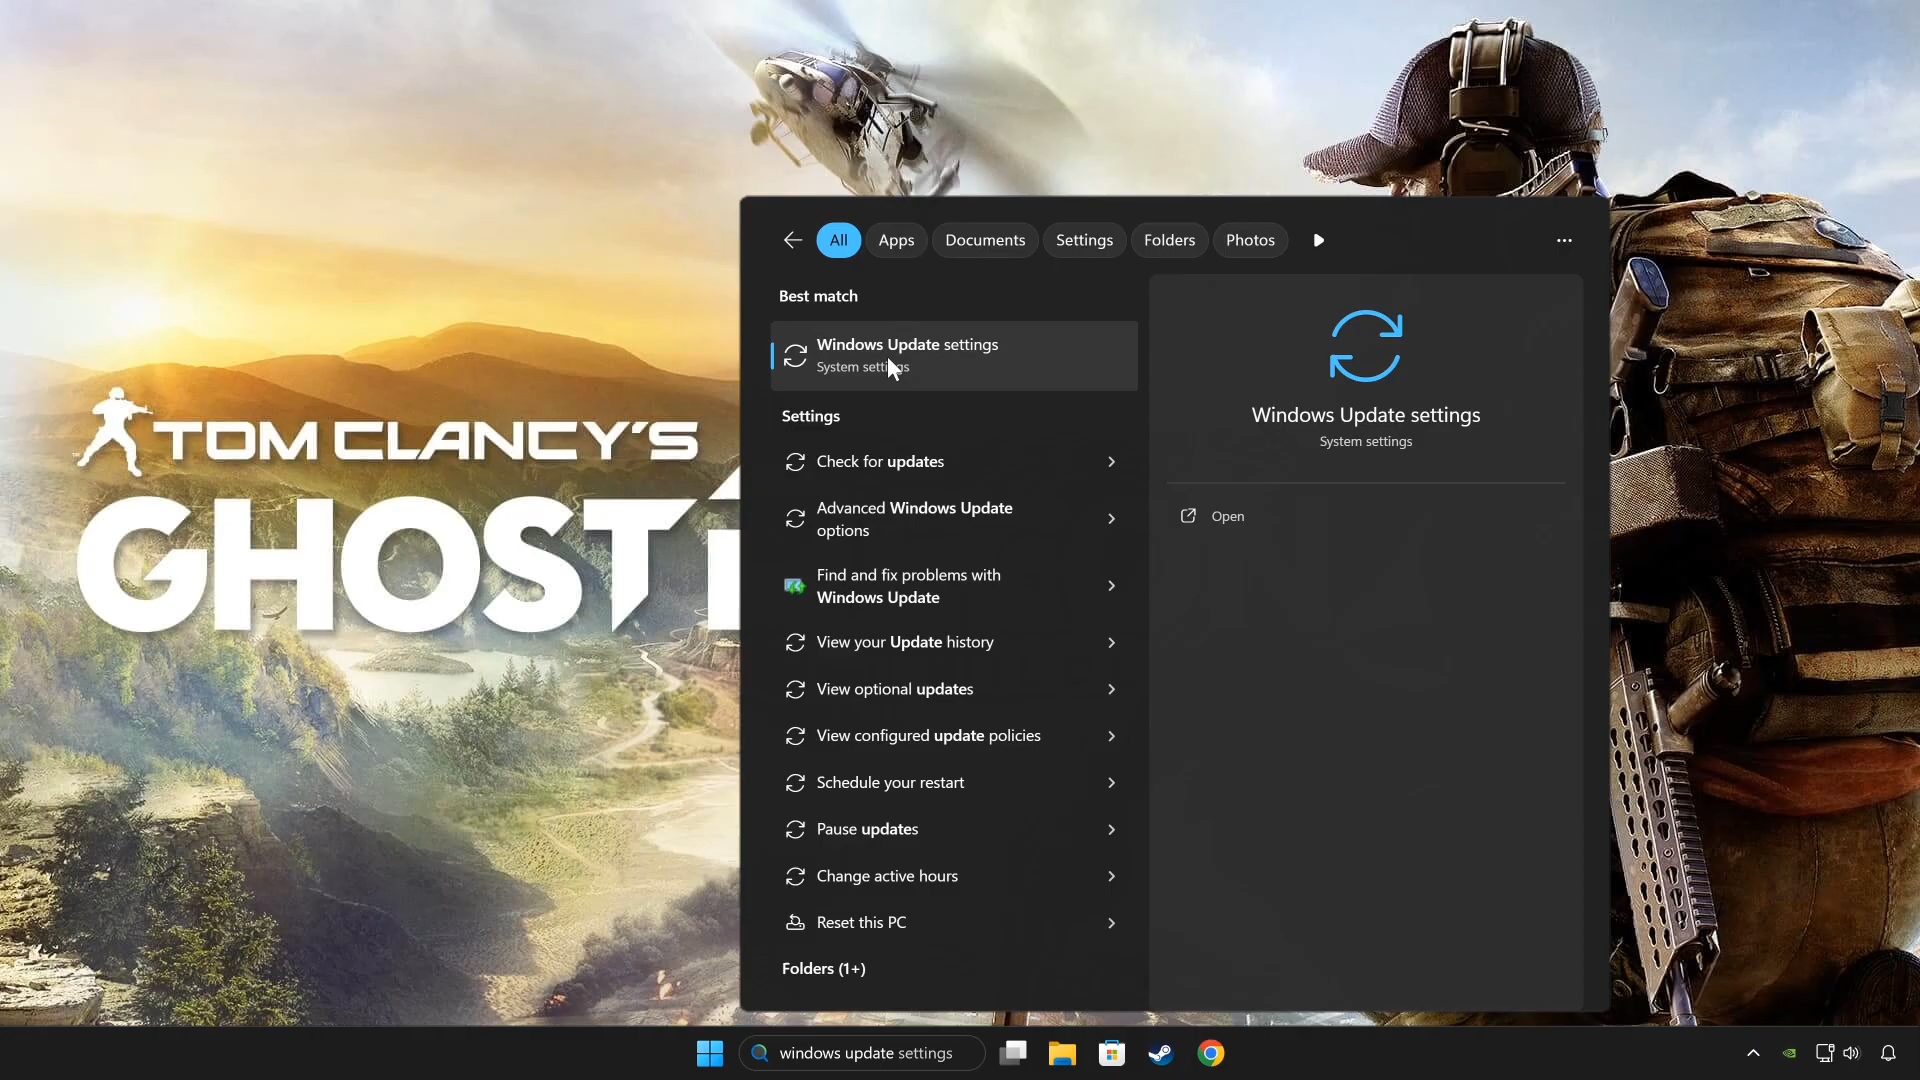 TOM CLANCY'S
GHOST
All
Apps
Documents
Settings
Folders
Photos
Best match
Windows Update settings
System settings
Settings
Check for updates
Advanced Windows Update
options
Find and fix problems with
Windows Update
View your Update history
View optional updates
View configured update policies
Schedule your restart
Pause updates
Change active hours
Reset this PC
Folders (1+)
Windows Update settings
System settings
Open
windows update settings